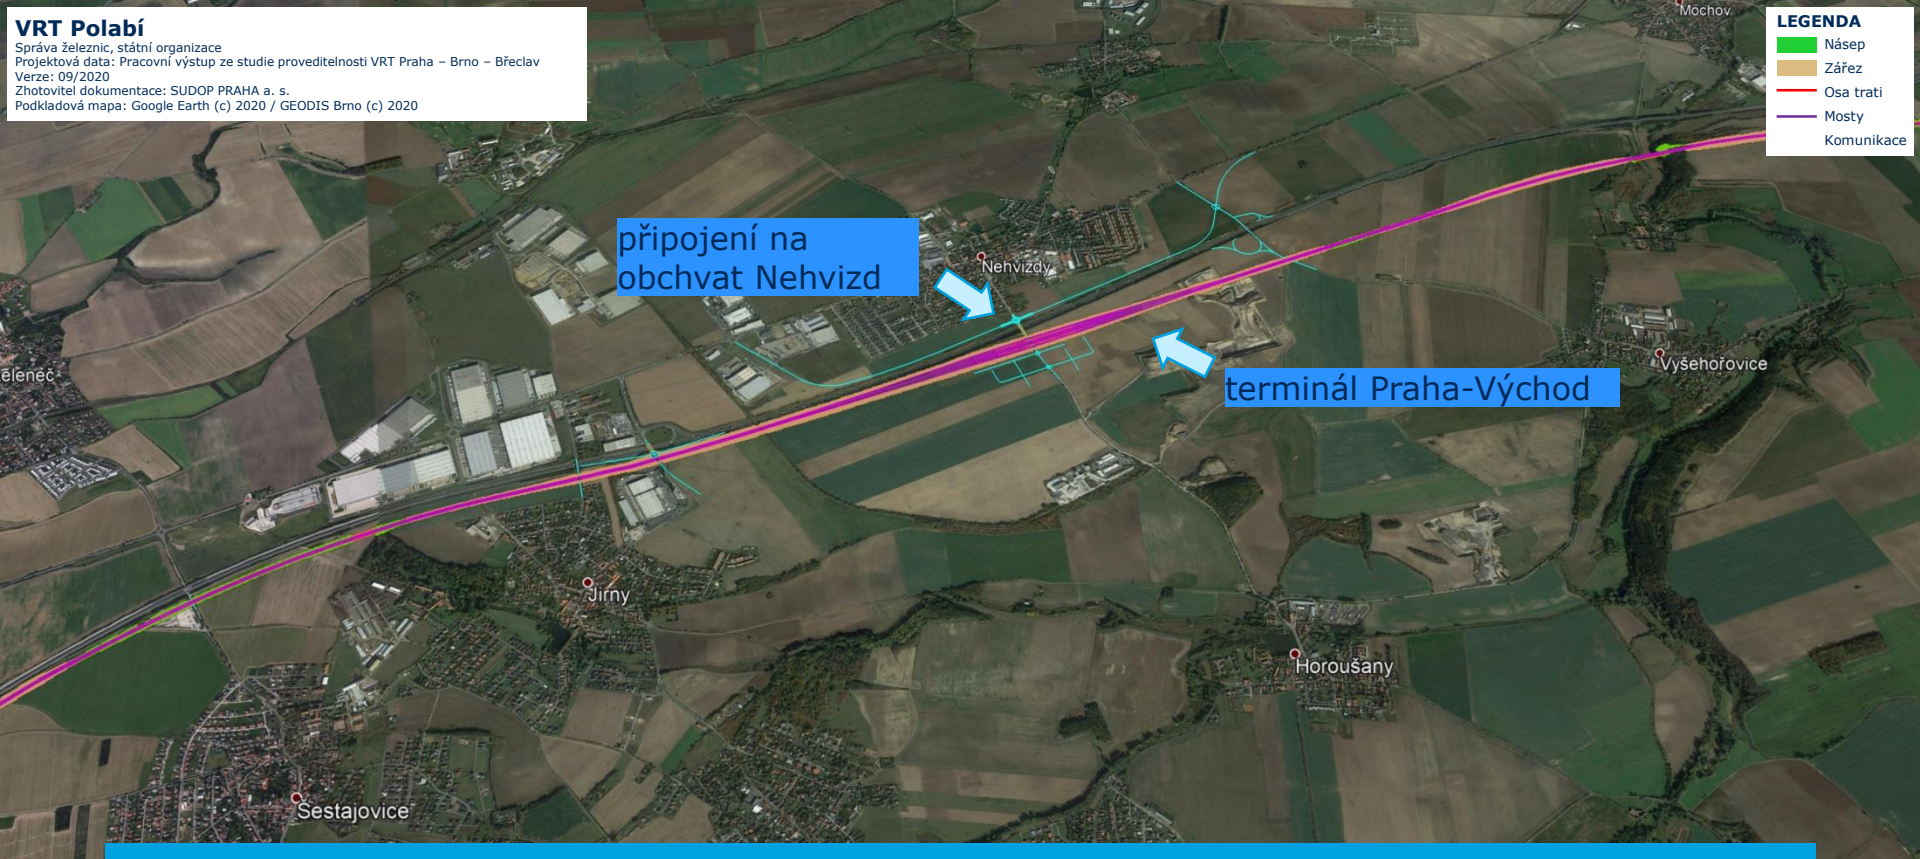 VRT Polabí
Správa železnic, státní organizace
Projektová data: Pracovní výstup ze studie proveditelnosti VRT Praha – Brno – Břeclav
Verze: 09/2020
Zhotovitel dokumentace: SUDOP PRAHA a. s.
Podkladová mapa: Google Earth (c) 2020 / GEODIS Brno (c) 2020
Mochov
LEGENDA
Násep
Zářez
Osa trati
Mosty
Komunikace
připojení na
obchvat Nehvizd
Nehvizdy
terminál Praha-Východ
Vyšehořovice
eleneč
Jirny
Horoušany
Šestajovice